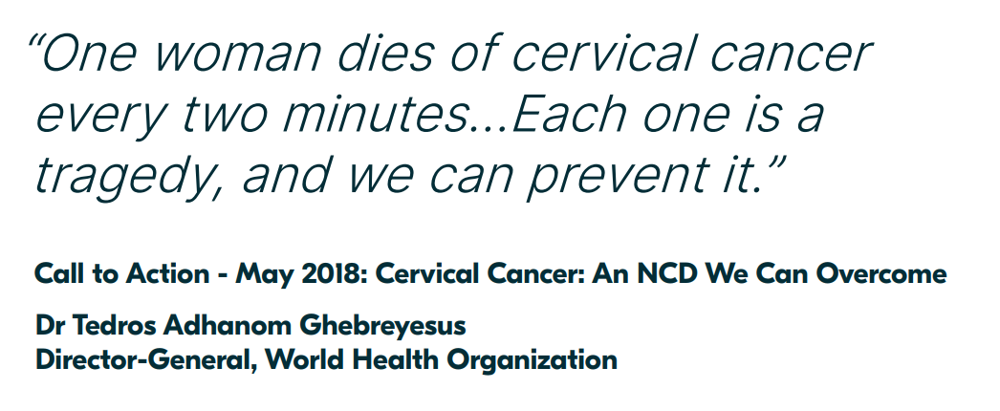 “One woman dies of cervical cancer
every two minutes...Each one is a
tragedy, and we can prevent it.”
Call to Action - May 2018: Cervical Cancer: An NCD We Can Overcome
Dr Tedros Adhanom Ghebreyesus
Director-General, World Health Organization